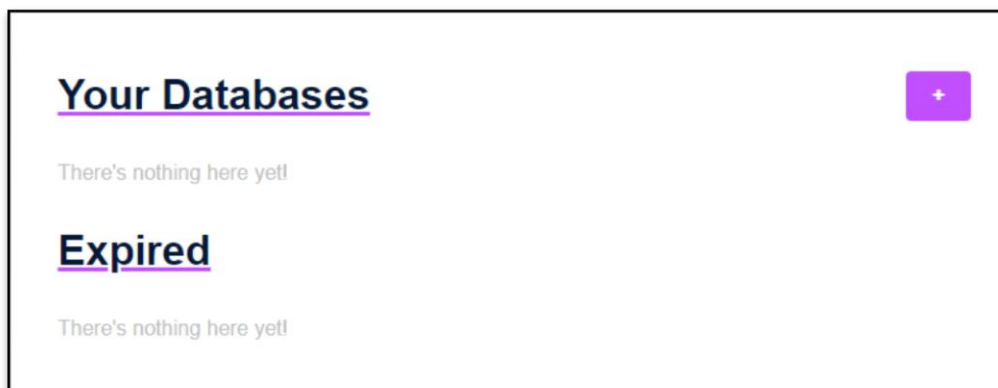 Your Databases
+
There's nothing here yet!
Expired
There's nothing here yet!